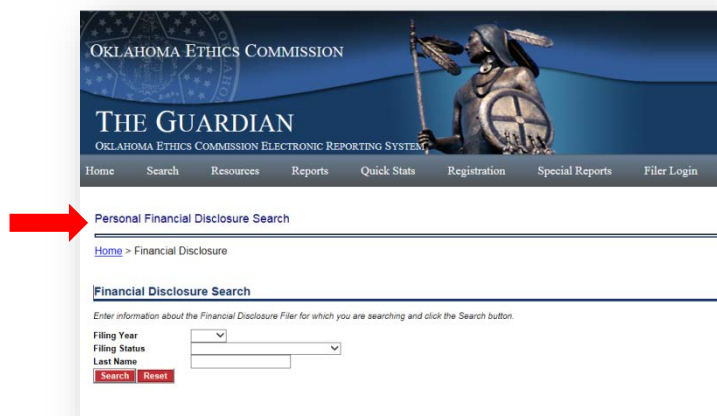 OKLAHOMA ETHICS COMMISSION
THE GUARDIAN
OKLAHOMA ETHICS COMMISSION ELECTRONIC REPORTING SYSTEM
Home Search Resources Reports Quick Stats Registration Special Reports Filer Login
Personal Financial Disclosure Search
Home > Financial Disclosure
Financial Disclosure Search
Enter information about the Financial Disclosure Filer for which you are searching and click the Search button.
Filing Year
Filing Status
Last Name
Search Reset